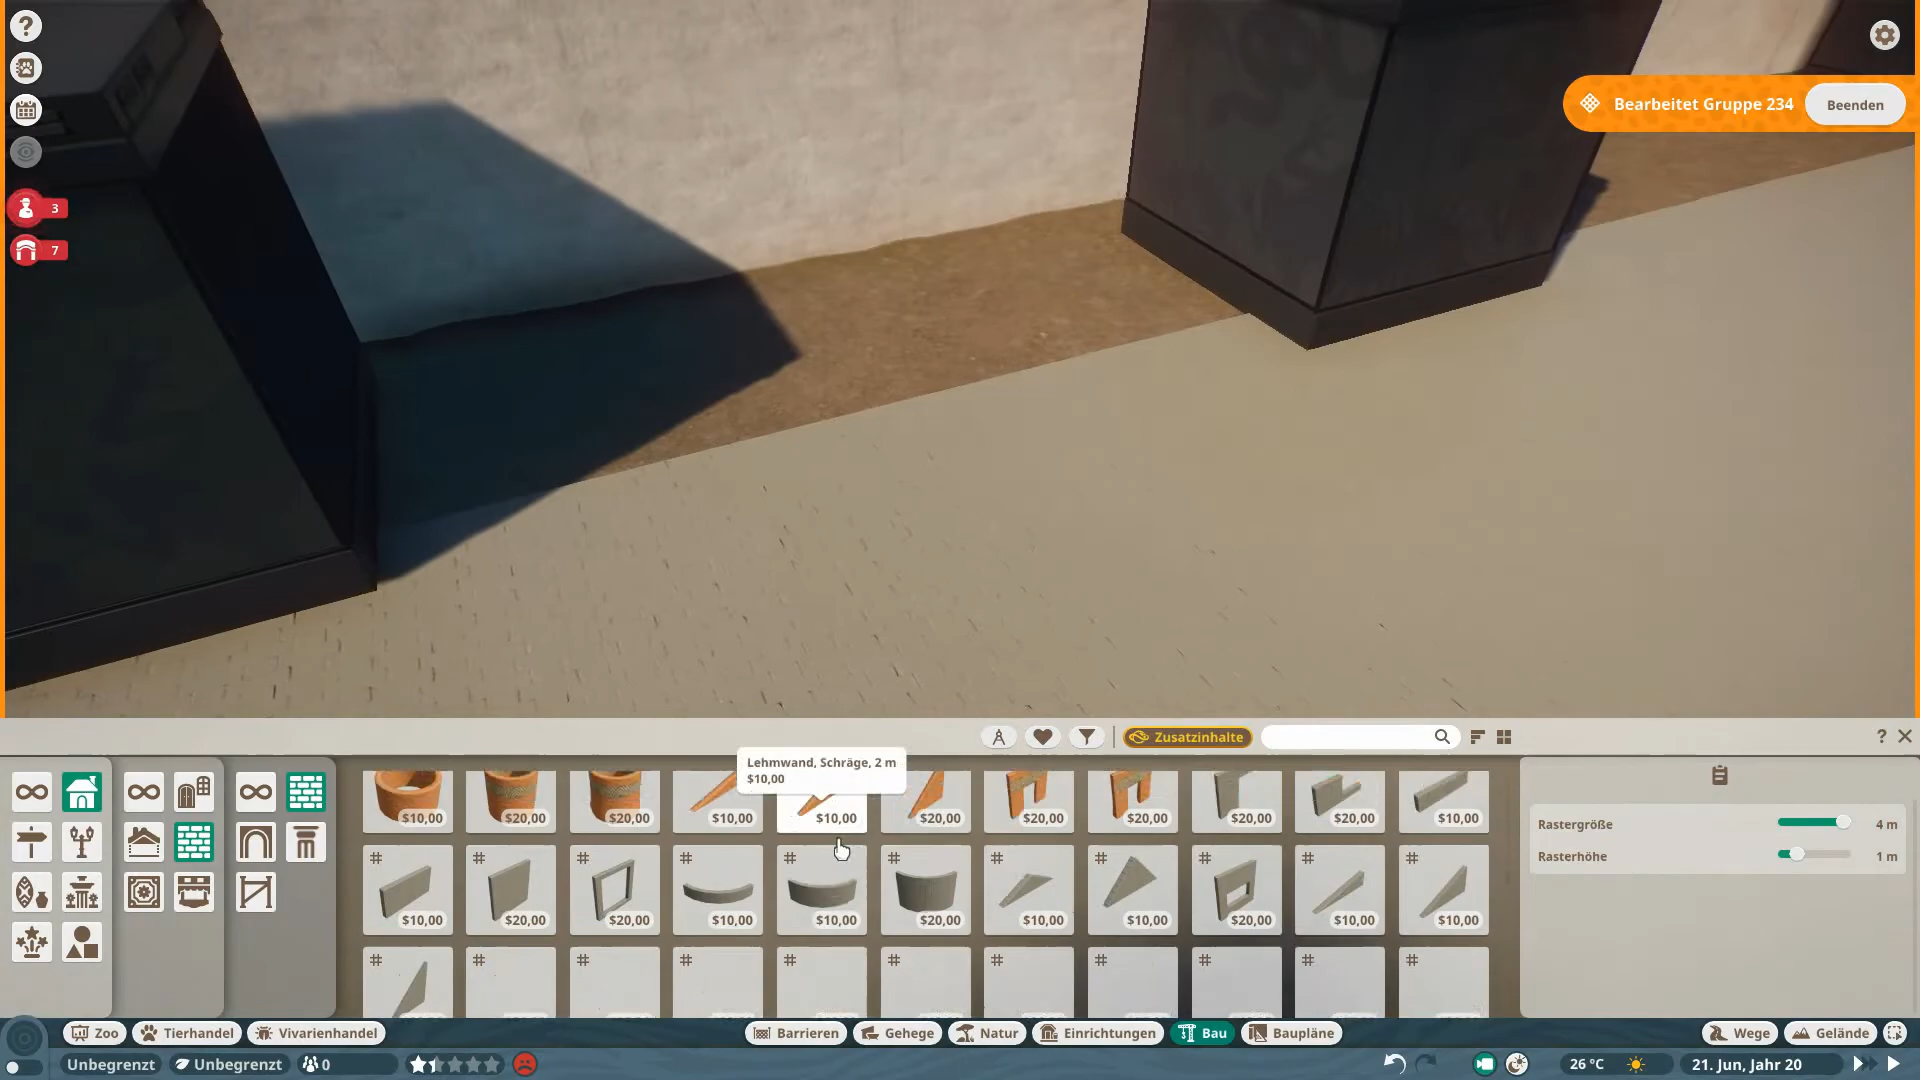 ?
Bearbeitet Gruppe 234
Beenden
3
7
Zusatzinhalte
?
Lehmwand, Schräge, 2 m
$10,00
$20,00
$20,00
$10,00
$10,00
$20,00
$20,00
$20,00
$20,00
$20,00
$10,00
$10,00
$20,00
$20,00
$10,00
$10,00
$20,00
$10,00
$10,00
$20,00
$10,00
$10,00
Rastergröße
4 m
Rasterhöhe
1 m
Zoo
Tierhandel
Vivarienhandel
Barrieren
Gehege
Natur
Einrichtungen
Bau
Baupläne
Wege
Gelände
Unbegrenzt
Unbegrenzt
0
26 °C
21. Jun, Jahr 20